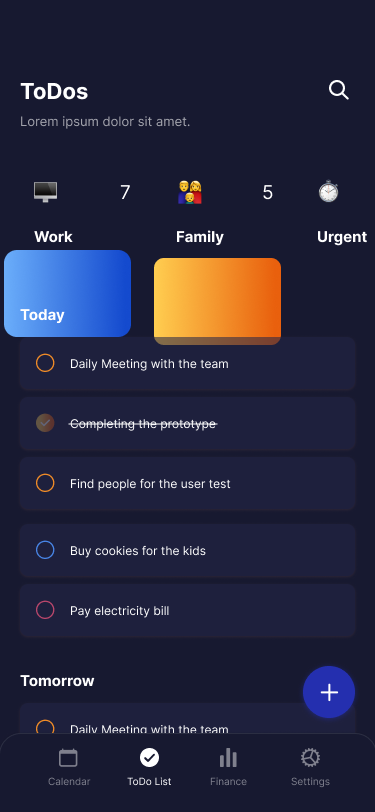 ToDos
Lorem ipsum dolor sit amet.
7
5
Work
Family
Urgent
Today
Daily Meeting with the team
Completing the prototype
Find people for the user test
Buy cookies for the kids
Pay electricity bill
Tomorrow
Daily Meeting with the team
Calendar
ToDo List
Finance
Settings